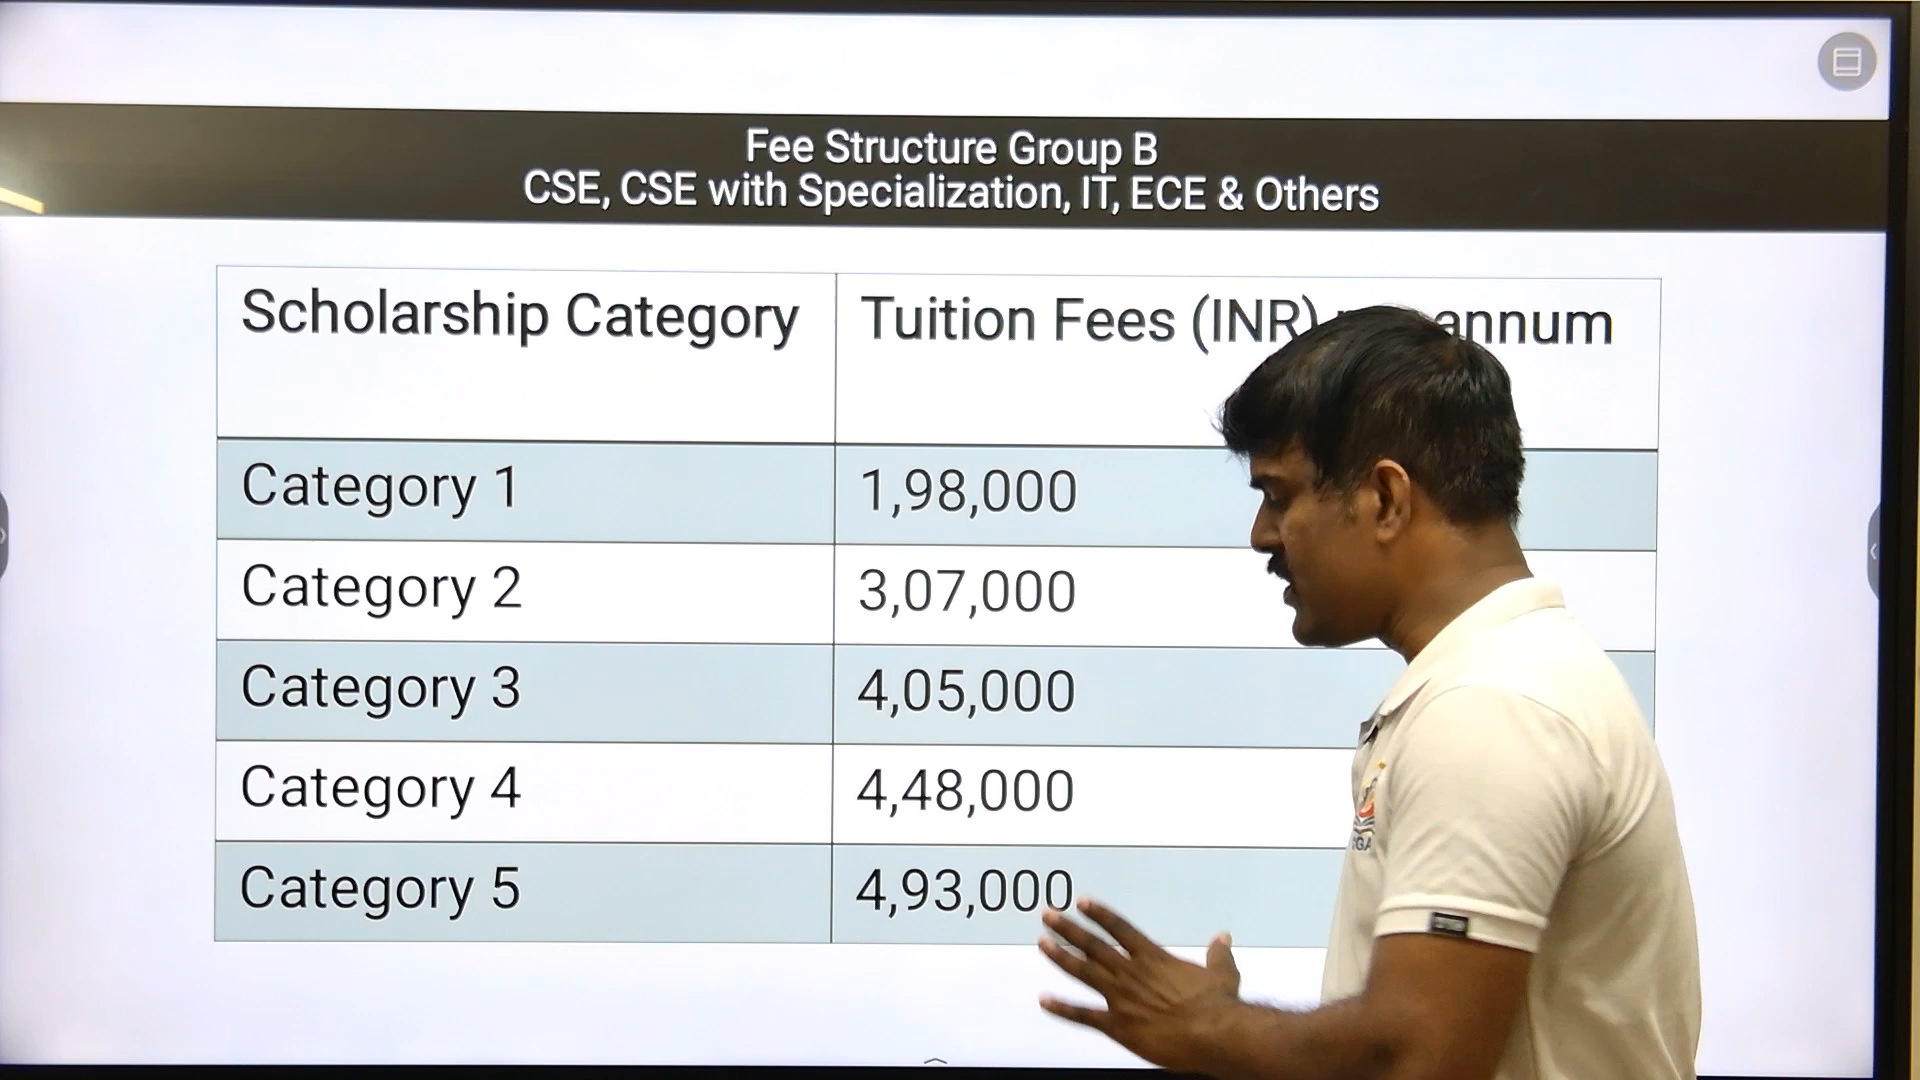 Fee Structure Group B
CSE, CSE with Specialization, IT, ECE & Others
Scholarship Category
Tuition Fees (INR) annum
Category 1
1,98,000
Category 2
3,07,000
Category 3
4,05,000
Category 4
4,48,000
Category 5
4,93,000